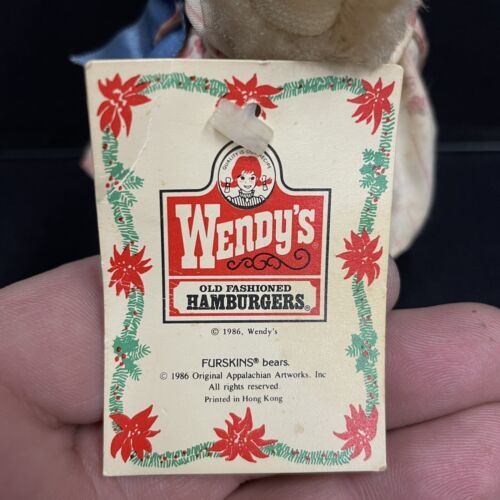 QUALITY IS OUR RECIPE
WENDY'S®
OLD FASHIONED
HAMBURGERS®
© 1986, Wendy's
FURSKINS® bears.
© 1986 Original Appalachian Artworks. Inc
All rights reserved.
Printed in Hong Kong